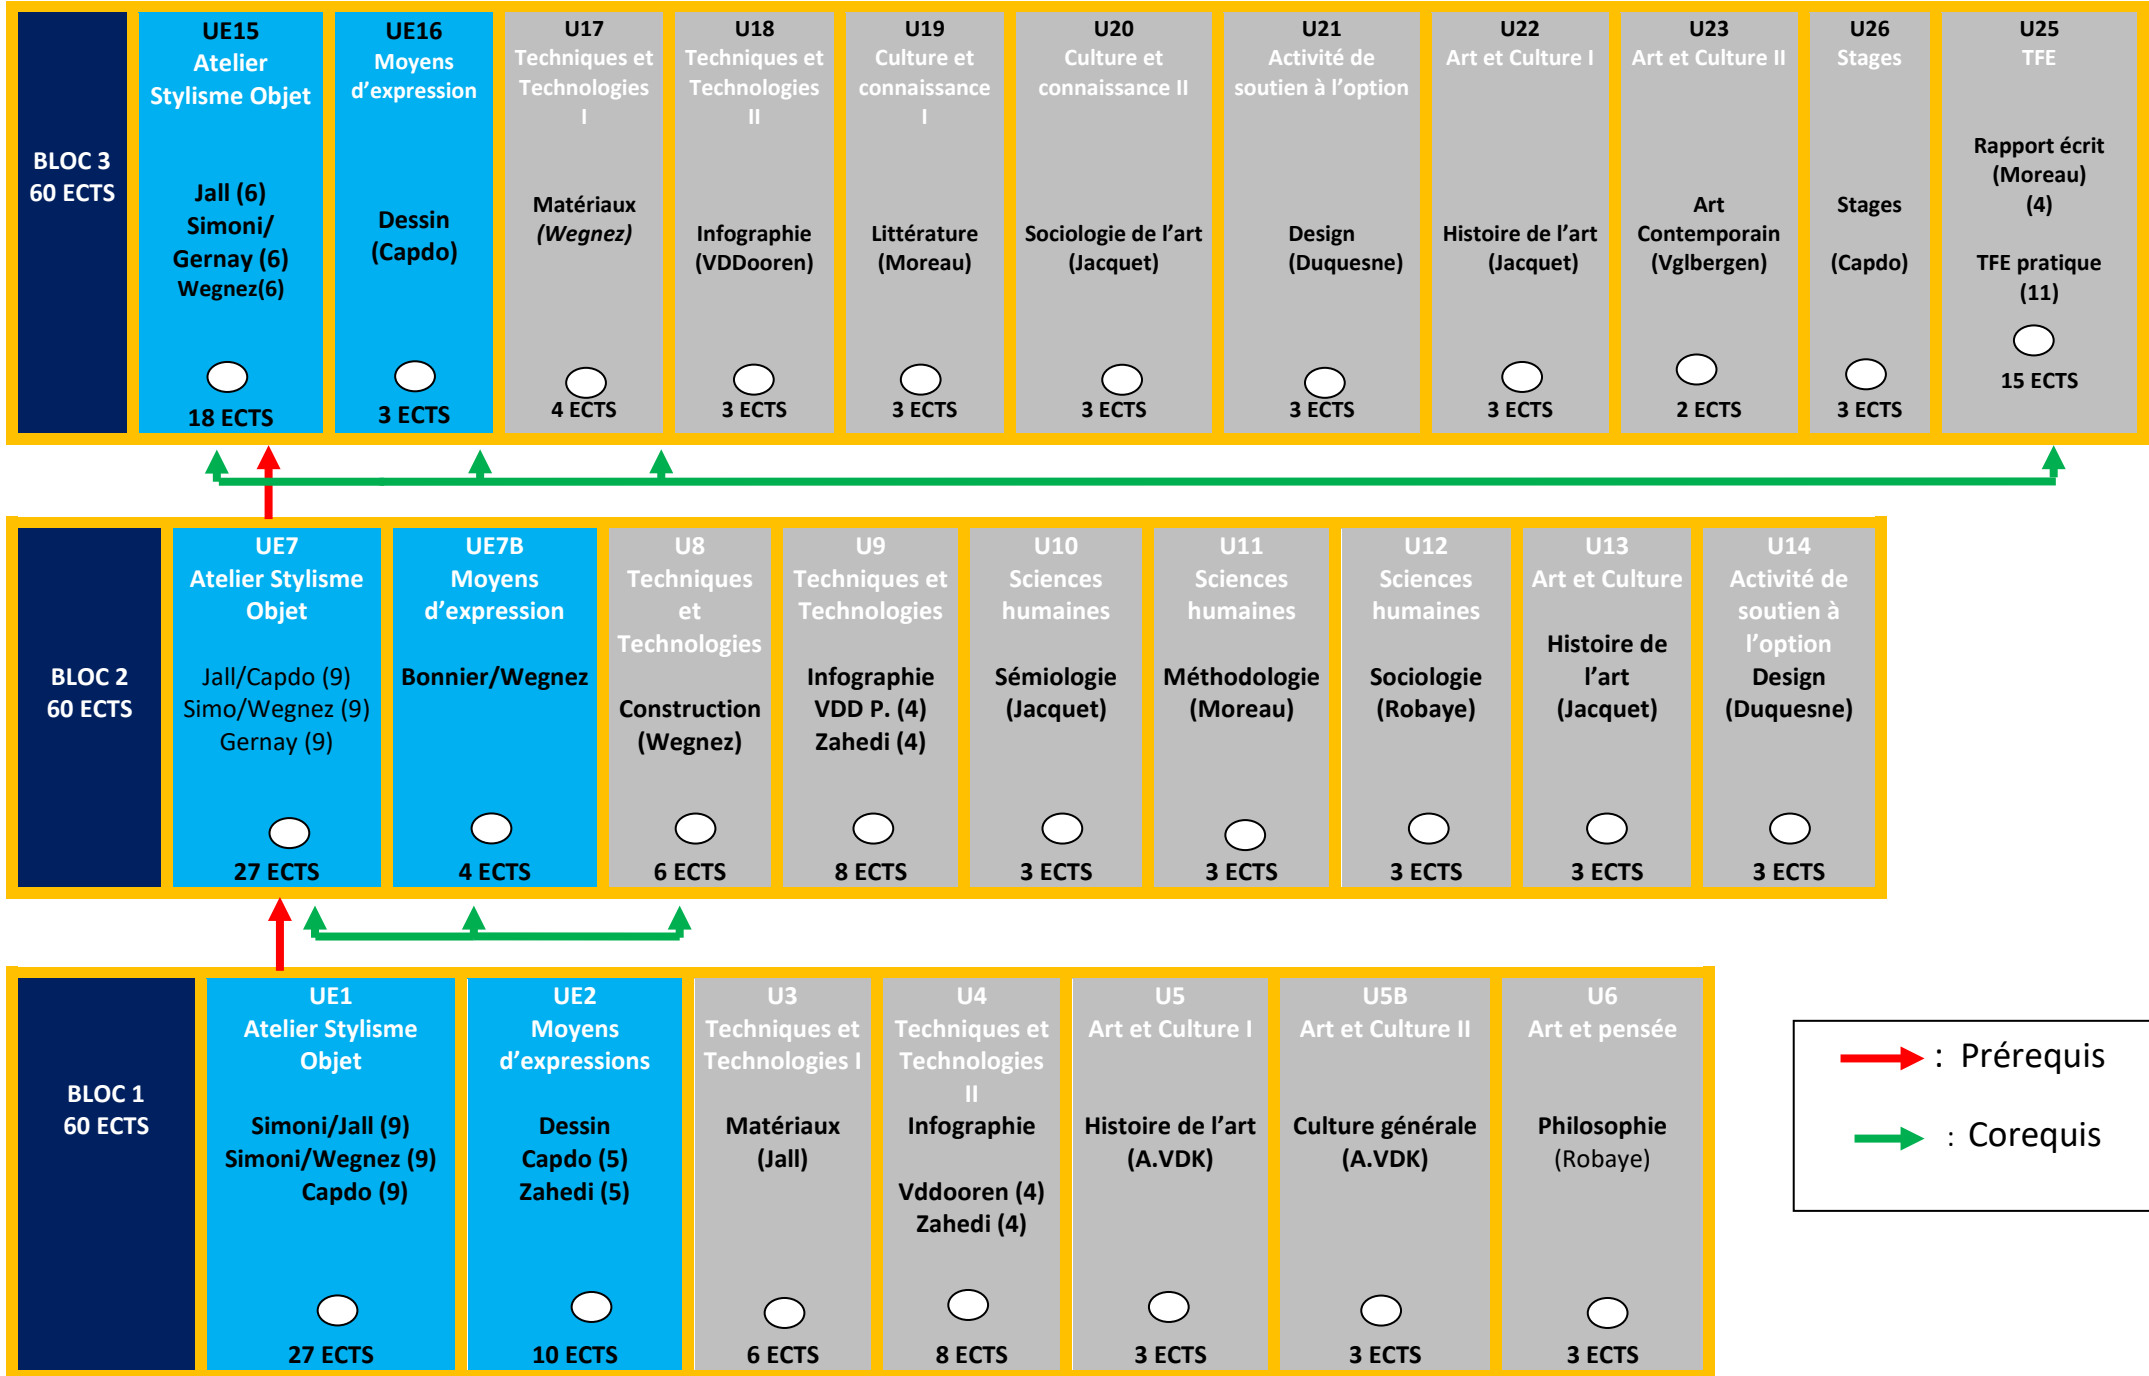 BLOC 3
60 ECTS
UE15
Atelier
Stylisme Objet
Jall (6)
Simoni/
Gernay (6)
Wegnez(6)
18 ECTS
UE16
Moyens
d’expression
Dessin
(Capdo)
3 ECTS
U17
Techniques et
Technologies
I
Matériaux
(Wegnez)
4 ECTS
U18
Techniques et
Technologies
II
Infographie
(VDDooren)
3 ECTS
U19
Culture et
connaissance
I
Littérature
(Moreau)
3 ECTS
U20
Culture et
connaissance II
Sociologie de l’art
(Jacquet)
3 ECTS
U21
Activité de
soutien à l’option
Design
(Duquesne)
3 ECTS
U22
Art et Culture I
Histoire de l’art
(Jacquet)
3 ECTS
U23
Art et Culture II
Art
Contemporain
(Vglbergen)
2 ECTS
U26
Stages
Stages
(Capdo)
3 ECTS
U25
TFE
Rapport écrit
(Moreau)
(4)
TFE pratique
(11)
15 ECTS
BLOC 2
60 ECTS
UE7
Atelier Stylisme
Objet
Jall/Capdo (9)
Simo/Wegnez (9)
Gernay (9)
27 ECTS
UE7B
Moyens
d’expression
Bonnier/Wegnez
4 ECTS
U8
Techniques
et
Technologies
Construction
(Wegnez)
6 ECTS
U9
Techniques et
Technologies
Infographie
VDD P. (4)
Zahedi (4)
8 ECTS
U10
Sciences
humaines
Sémiologie
(Jacquet)
3 ECTS
U11
Sciences
humaines
Méthodologie
(Moreau)
3 ECTS
U12
Sciences
humaines
Sociologie
(Robaye)
3 ECTS
U13
Art et Culture
Histoire de
l’art
(Jacquet)
3 ECTS
U14
Activité de
soutien à
l’option
Design
(Duquesne)
3 ECTS
BLOC 1
60 ECTS
UE1
Atelier Stylisme
Objet
Simoni/Jall (9)
Simoni/Wegnez (9)
Capdo (9)
27 ECTS
UE2
Moyens
d’expressions
Dessin
Capdo (5)
Zahedi (5)
10 ECTS
U3
Techniques et
Technologies I
Matériaux
(Jall)
6 ECTS
U4
Techniques et
Technologies
II
Infographie
Vddooren (4)
Zahedi (4)
8 ECTS
U5
Art et Culture I
Histoire de l’art
(A.VDK)
3 ECTS
U5B
Art et Culture II
Culture générale
(A.VDK)
3 ECTS
U6
Art et pensée
Philosophie
(Robaye)
3 ECTS
: Prérequis
: Corequis